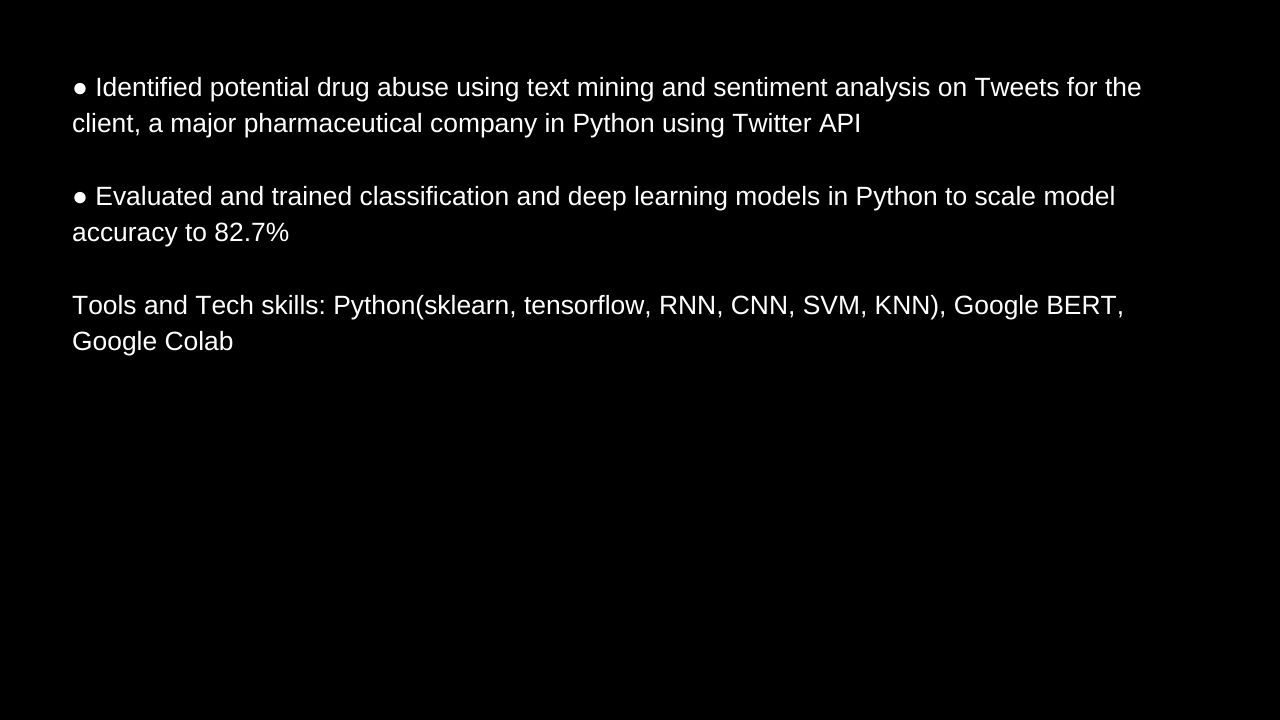 ● Identified potential drug abuse using text mining and sentiment analysis on Tweets for the
client, a major pharmaceutical company in Python using Twitter API
● Evaluated and trained classification and deep learning models in Python to scale model
accuracy to 82.7%
Tools and Tech skills: Python(sklearn, tensorflow, RNN, CNN, SVM, KNN), Google BERT,
Google Colab